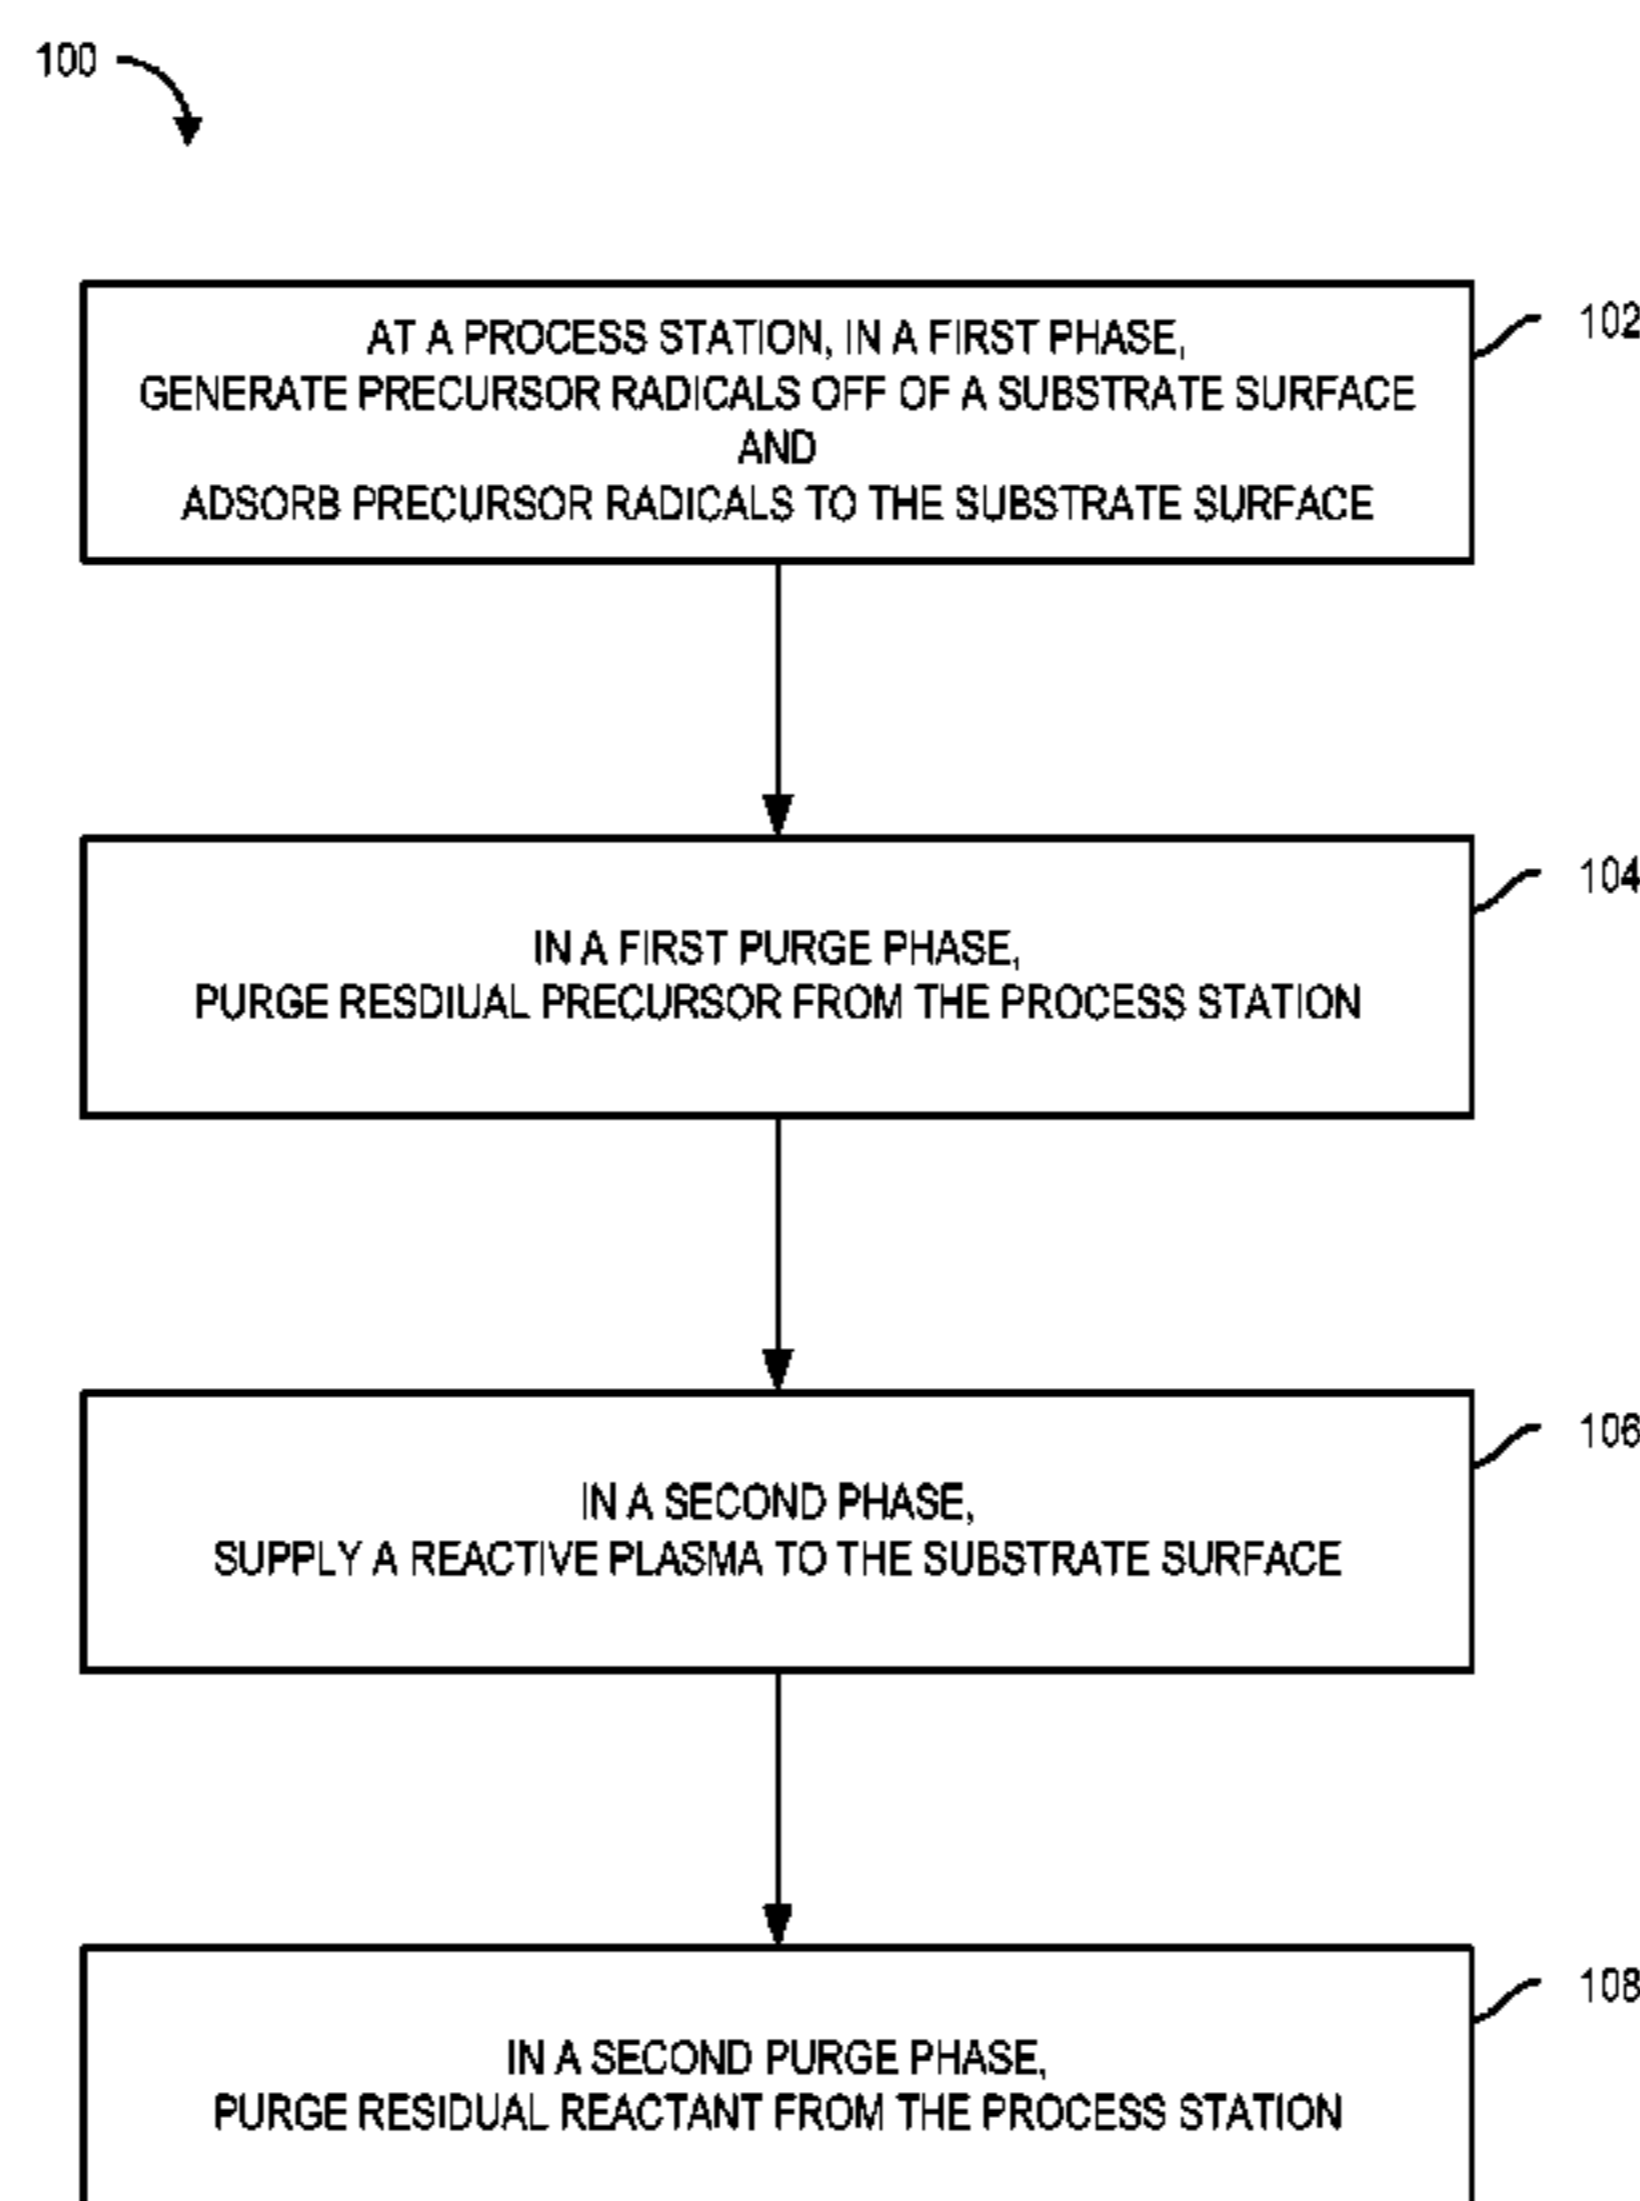 100
AT A PROCESS STATION, IN A FIRST PHASE,
GENERATE PRECURSOR RADICALS OFF OF A SUBSTRATE SURFACE
AND
ADSORB PRECURSOR RADICALS TO THE SUBSTRATE SURFACE
102
IN A FIRST PURGE PHASE,
PURGE RESDIUAL PRECURSOR FROM THE PROCESS STATION
104
IN A SECOND PHASE,
SUPPLY A REACTIVE PLASMA TO THE SUBSTRATE SURFACE
106
IN A SECOND PURGE PHASE,
PURGE RESIDUAL REACTANT FROM THE PROCESS STATION
108